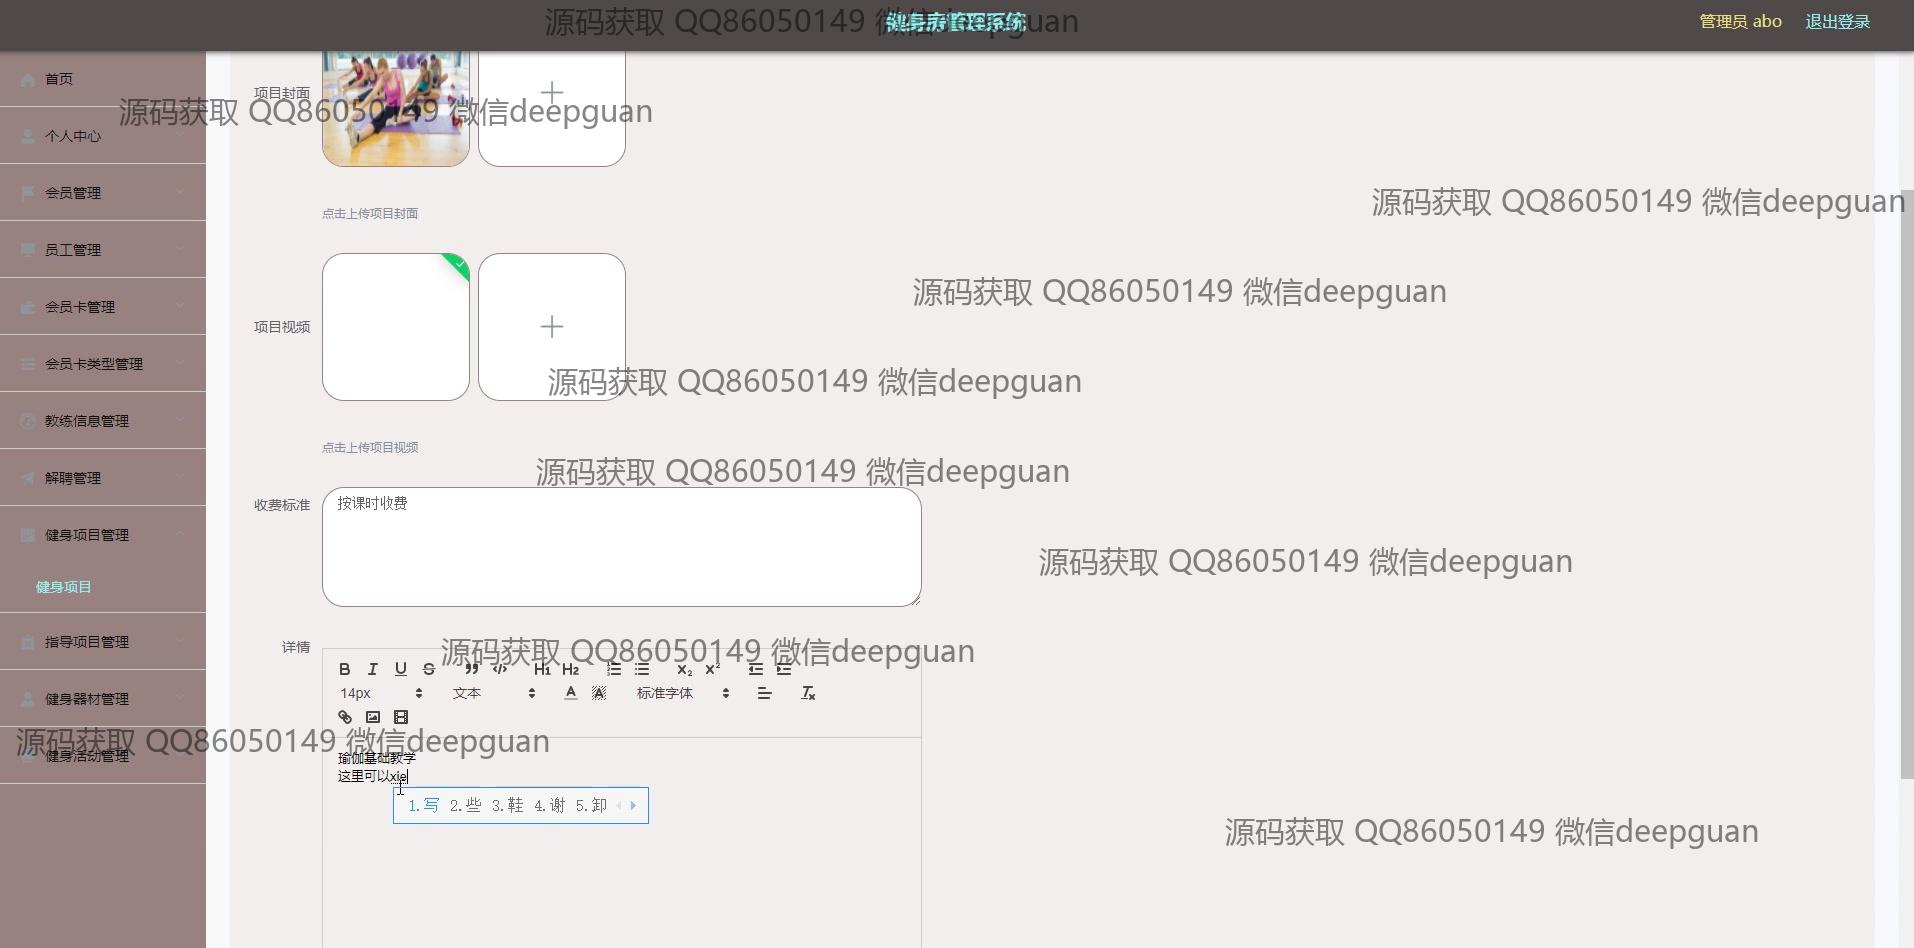 健身房管理系统
管理员 abo
退出登录
源码获取 QQ86050149 微信deepguan
首页
个人中心
会员管理
员工管理
会员卡管理
会员卡类型管理
教练信息管理
解聘管理
健身项目管理
健身项目
指导项目管理
健身器材管理
健身活动管理
源码获取 QQ86050149 微信deepguan
项目封面
点击上传项目封面
源码获取 QQ86050149 微信deepguan
源码获取 QQ86050149 微信deepguan
项目视频
源码获取 QQ86050149 微信deepguan
点击上传项目视频
源码获取 QQ86050149 微信deepguan
收费标准
按课时收费
源码获取 QQ86050149 微信deepguan
详情
源码获取 QQ86050149 微信deepguan
B I U S H1 H2 X2 X2
14px 文本 A A 标准字体 Tx
源码获取 QQ86050149 微信deepguan
瑜伽基础教学
这里可以xie
1.写 2.些 3.鞋 4.谢 5.卸
源码获取 QQ86050149 微信deepguan